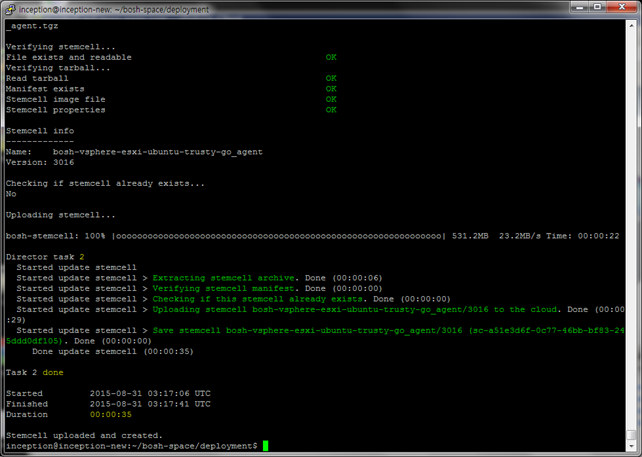 inception@inception-new: ~/bosh-space/deployment
_agent.tgz
Verifying stemcell...
File exists and readable OK
Verifying tarball...
Read tarball OK
Manifest exists OK
Stemcell image file OK
Stemcell properties OK
Stemcell info
-------------
Name: bosh-vsphere-esxi-ubuntu-trusty-go_agent
Version: 3016
Checking if stemcell already exists...
No
Uploading stemcell...
bosh-stemcell: 100% |oooooooooooooooooooooooooooooooooooooooooooooooooooooooooooooo| 531.2MB 23.2MB/s Time: 00:00:22
Director task 2
Started update stemcell
Started update stemcell > Extracting stemcell archive. Done (00:00:06)
Started update stemcell > Verifying stemcell manifest. Done (00:00:00)
Started update stemcell > Checking if this stemcell already exists. Done (00:00:00)
Started update stemcell > Uploading stemcell bosh-vsphere-esxi-ubuntu-trusty-go_agent/3016 to the cloud. Done (00:00
:29)
Started update stemcell > Save stemcell bosh-vsphere-esxi-ubuntu-trusty-go_agent/3016 (sc-a51e3d6f-0c77-46bb-bf83-24
5ddd0df105). Done (00:00:00)
Done update stemcell (00:00:35)
Task 2 done
Started 2015-08-31 03:17:06 UTC
Finished 2015-08-31 03:17:41 UTC
Duration 00:00:35
Stemcell uploaded and created.
inception@inception-new:~/bosh-space/deployment$